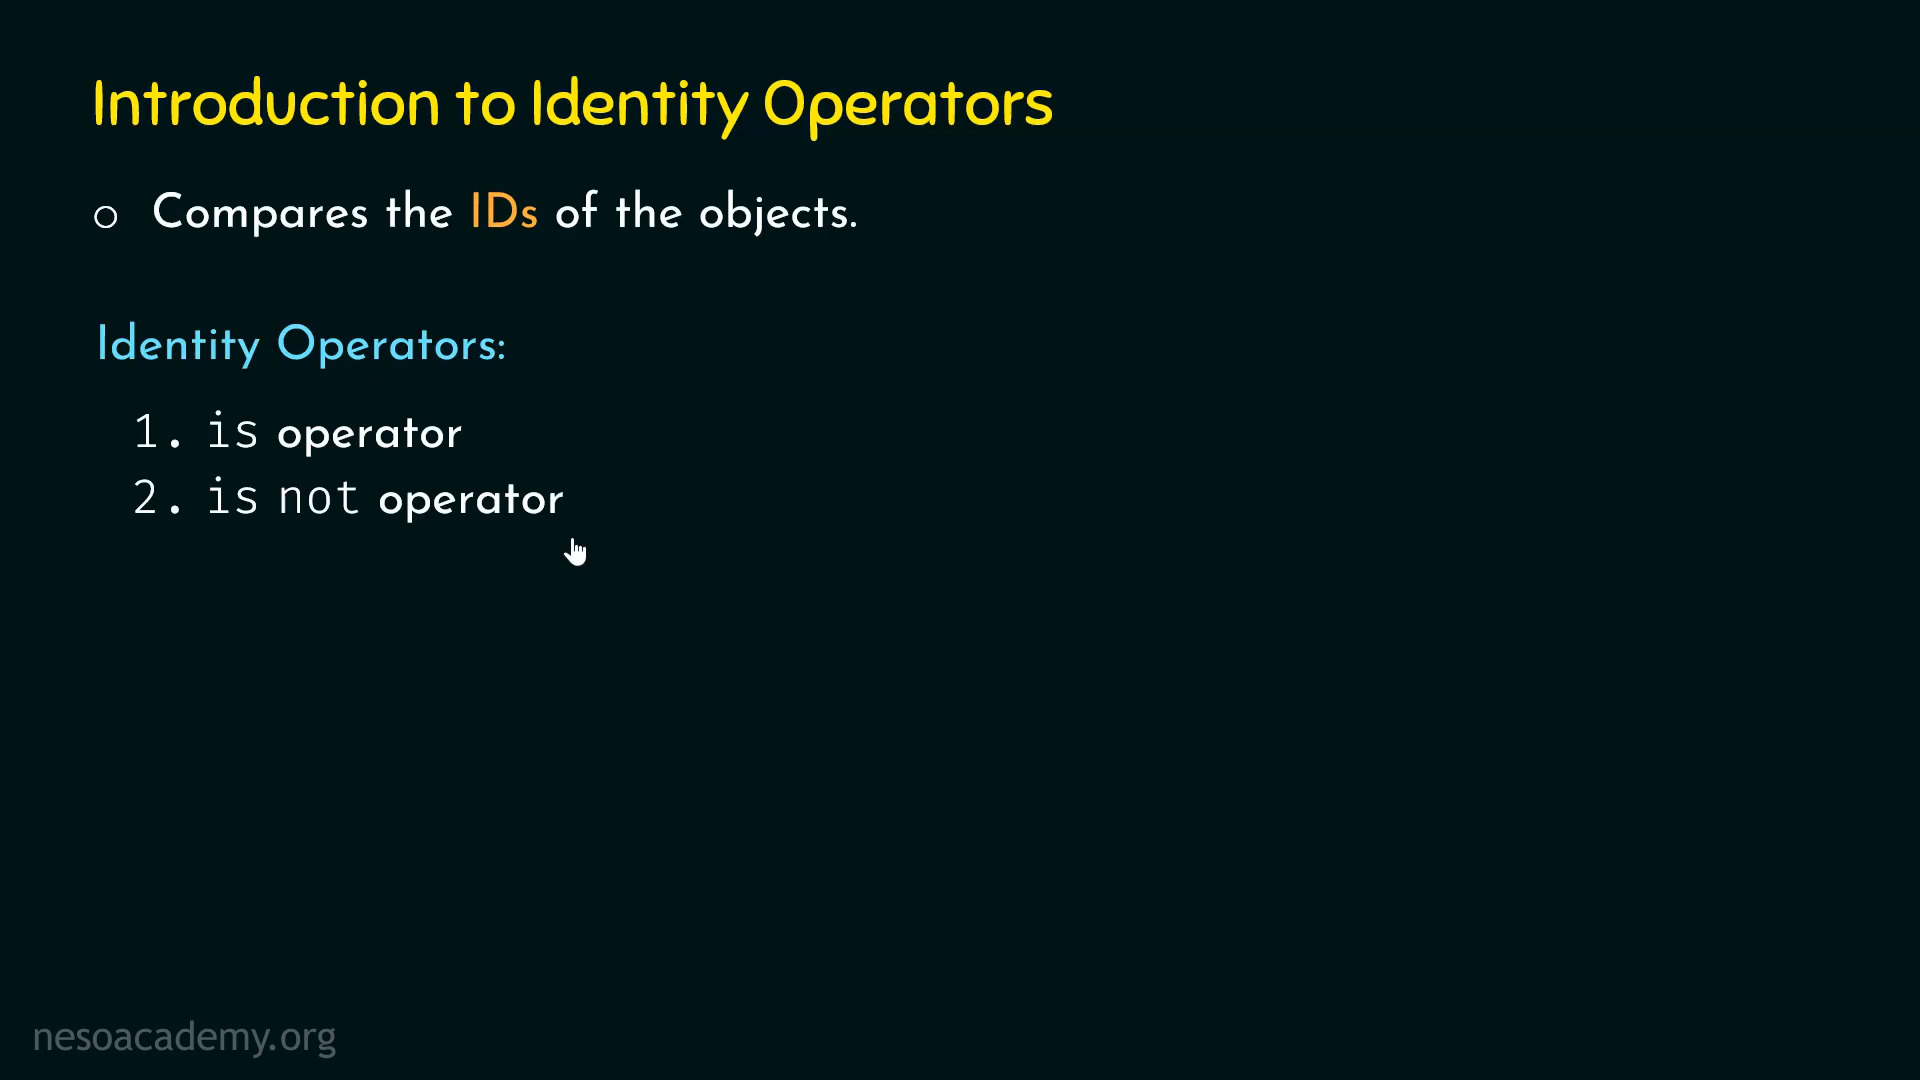 Introduction to Identity Operators
○ Compares the IDs of the objects.
Identity Operators:
1. is operator
2. is not operator
nesoacademy.org